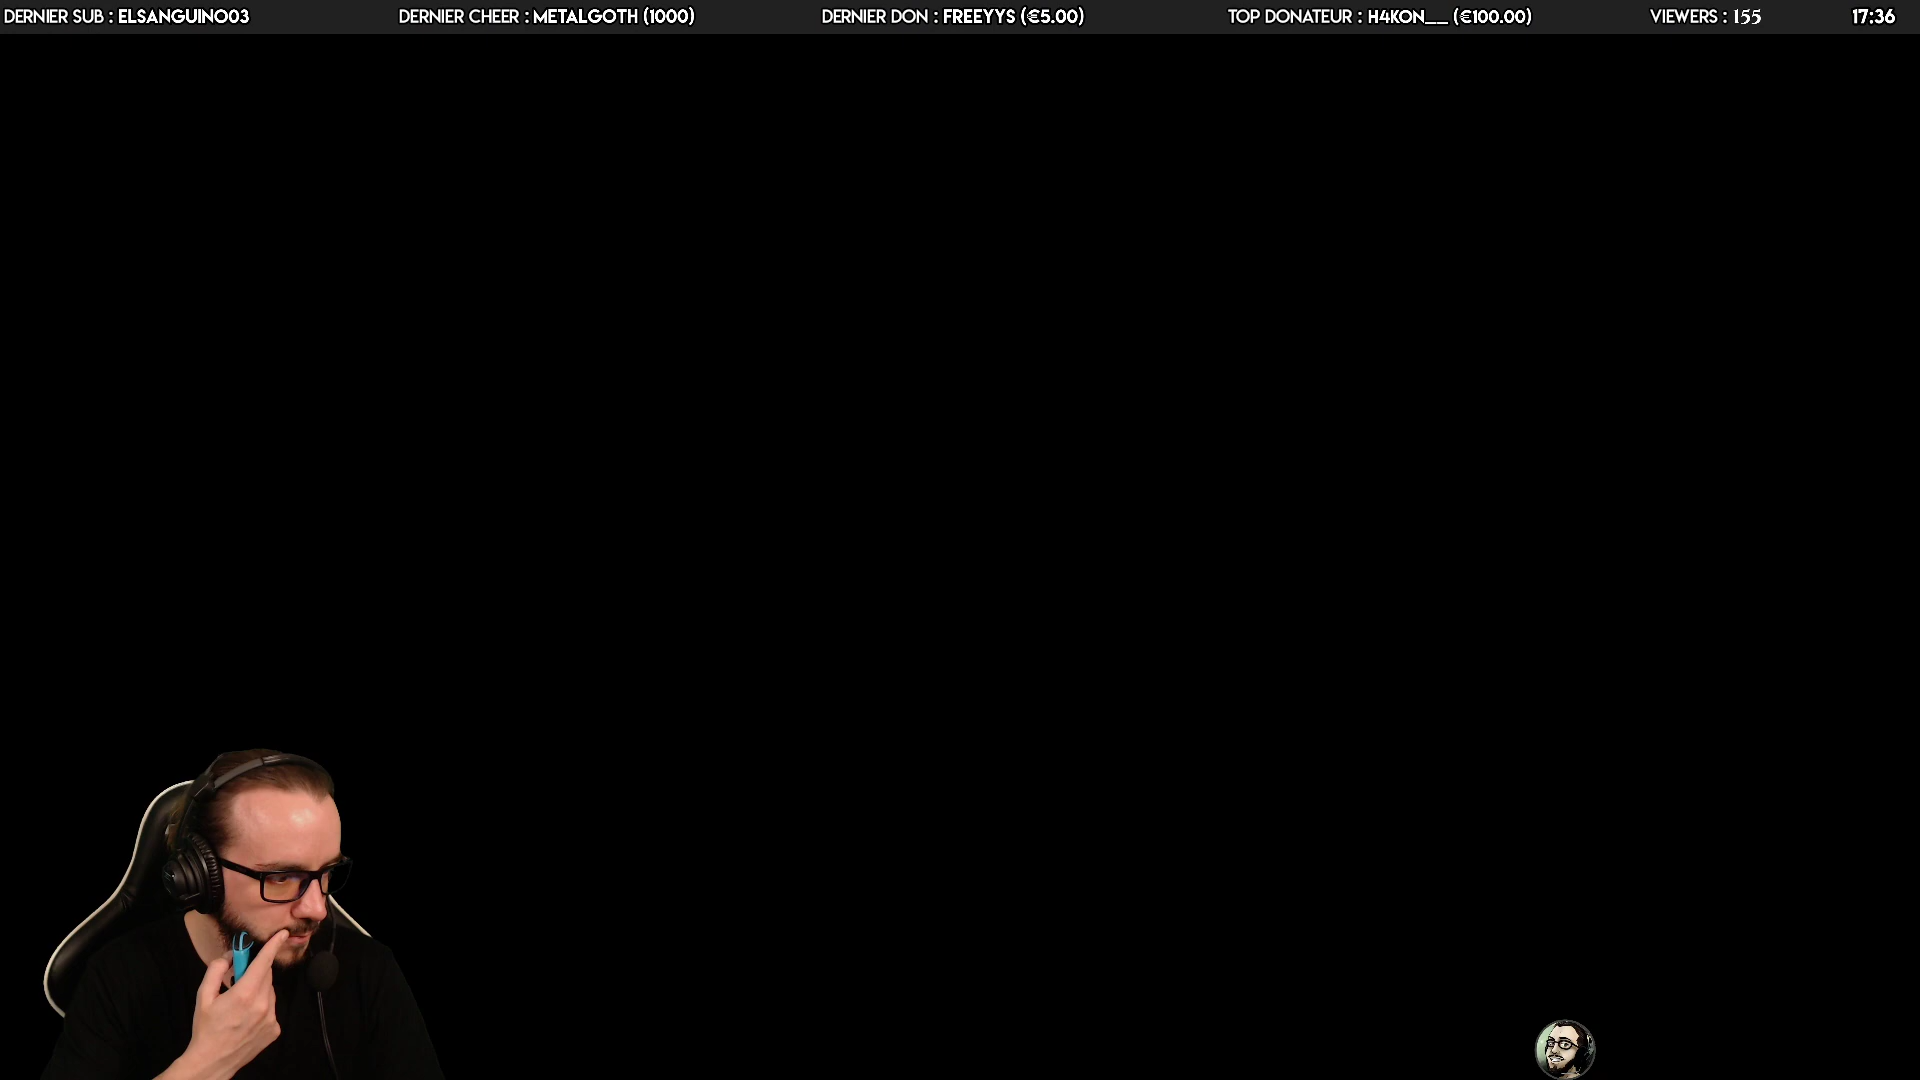 DERNIER SUB : ELSANGUINO03 DERNIER CHEER : METALGOTH (1000) DERNIER DON : FREEYYS (€5.00) TOP DONATEUR : H4KON__ (€100.00) VIEWERS : 155 17:36